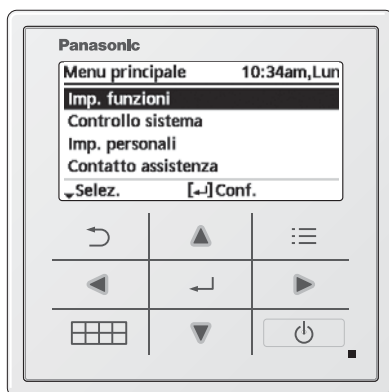 Panasonic
Menu principale 10:34am,Lun
Imp. funzioni
Controllo sistema
Imp. personali
Contatto assistenza
Selez. [↵]Conf.